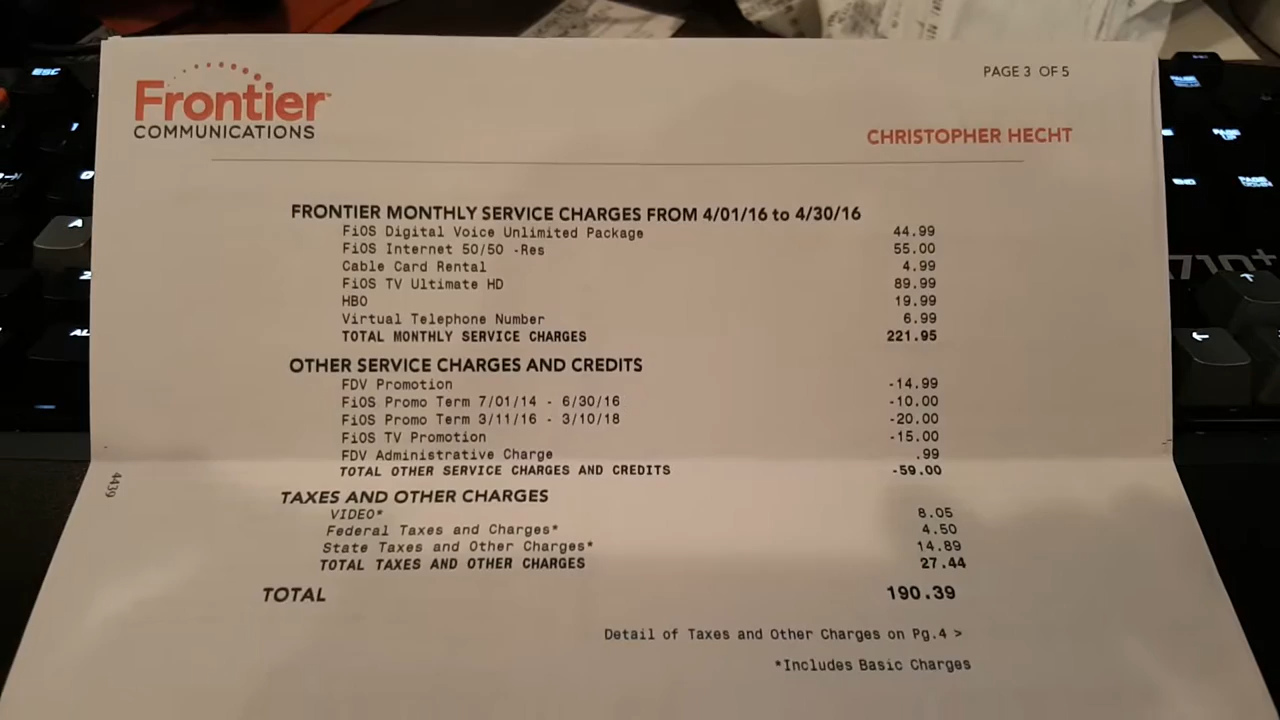 PAGE 3 OF 5
Frontier
COMMUNICATIONS
CHRISTOPHER HECHT
FRONTIER MONTHLY SERVICE CHARGES FROM 4/01/16 to 4/30/16
FiOS Digital Voice Unlimited Package 44.99
FiOS Internet 50/50 -Res 55.00
Cable Card Rental 4.99
FiOS TV Ultimate HD 89.99
HBO 19.99
Virtual Telephone Number 6.99
TOTAL MONTHLY SERVICE CHARGES 221.95
OTHER SERVICE CHARGES AND CREDITS
FDV Promotion -14.99
FiOS Promo Term 7/01/14 - 6/30/16 -10.00
FiOS Promo Term 3/11/16 - 3/10/18 -20.00
FiOS TV Promotion -15.00
FDV Administrative Charge .99
TOTAL OTHER SERVICE CHARGES AND CREDITS -59.00
4439
TAXES AND OTHER CHARGES
VIDEO* 8.05
Federal Taxes and Charges* 4.50
State Taxes and Other Charges* 14.89
TOTAL TAXES AND OTHER CHARGES 27.44
TOTAL 190.39
Detail of Taxes and Other Charges on Pg.4 >
*Includes Basic Charges
ESC
A
PAUSE
END
PAGE
DOWN
710+